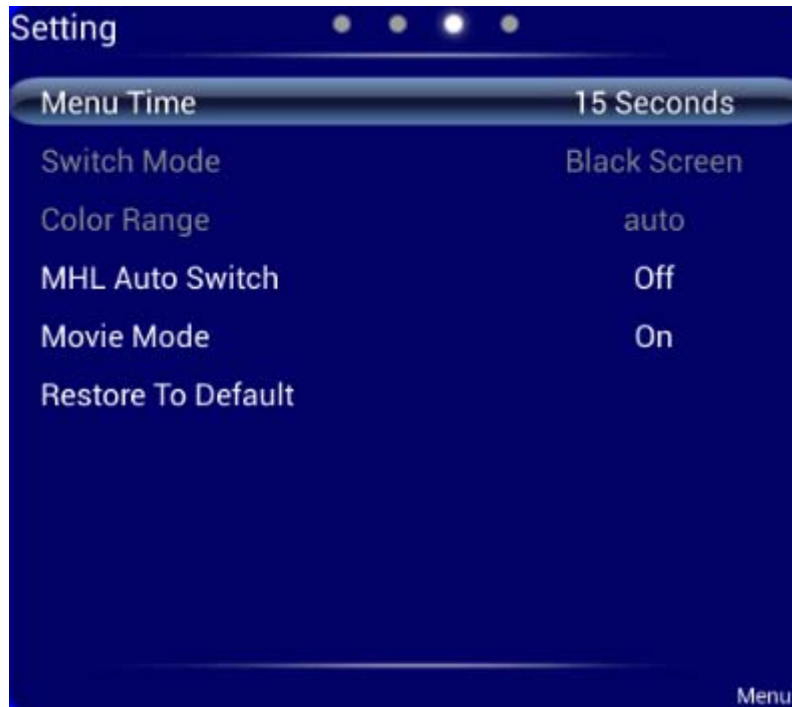 Setting
Menu Time 15 Seconds
Switch Mode Black Screen
Color Range auto
MHL Auto Switch Off
Movie Mode On
Restore To Default
Menu